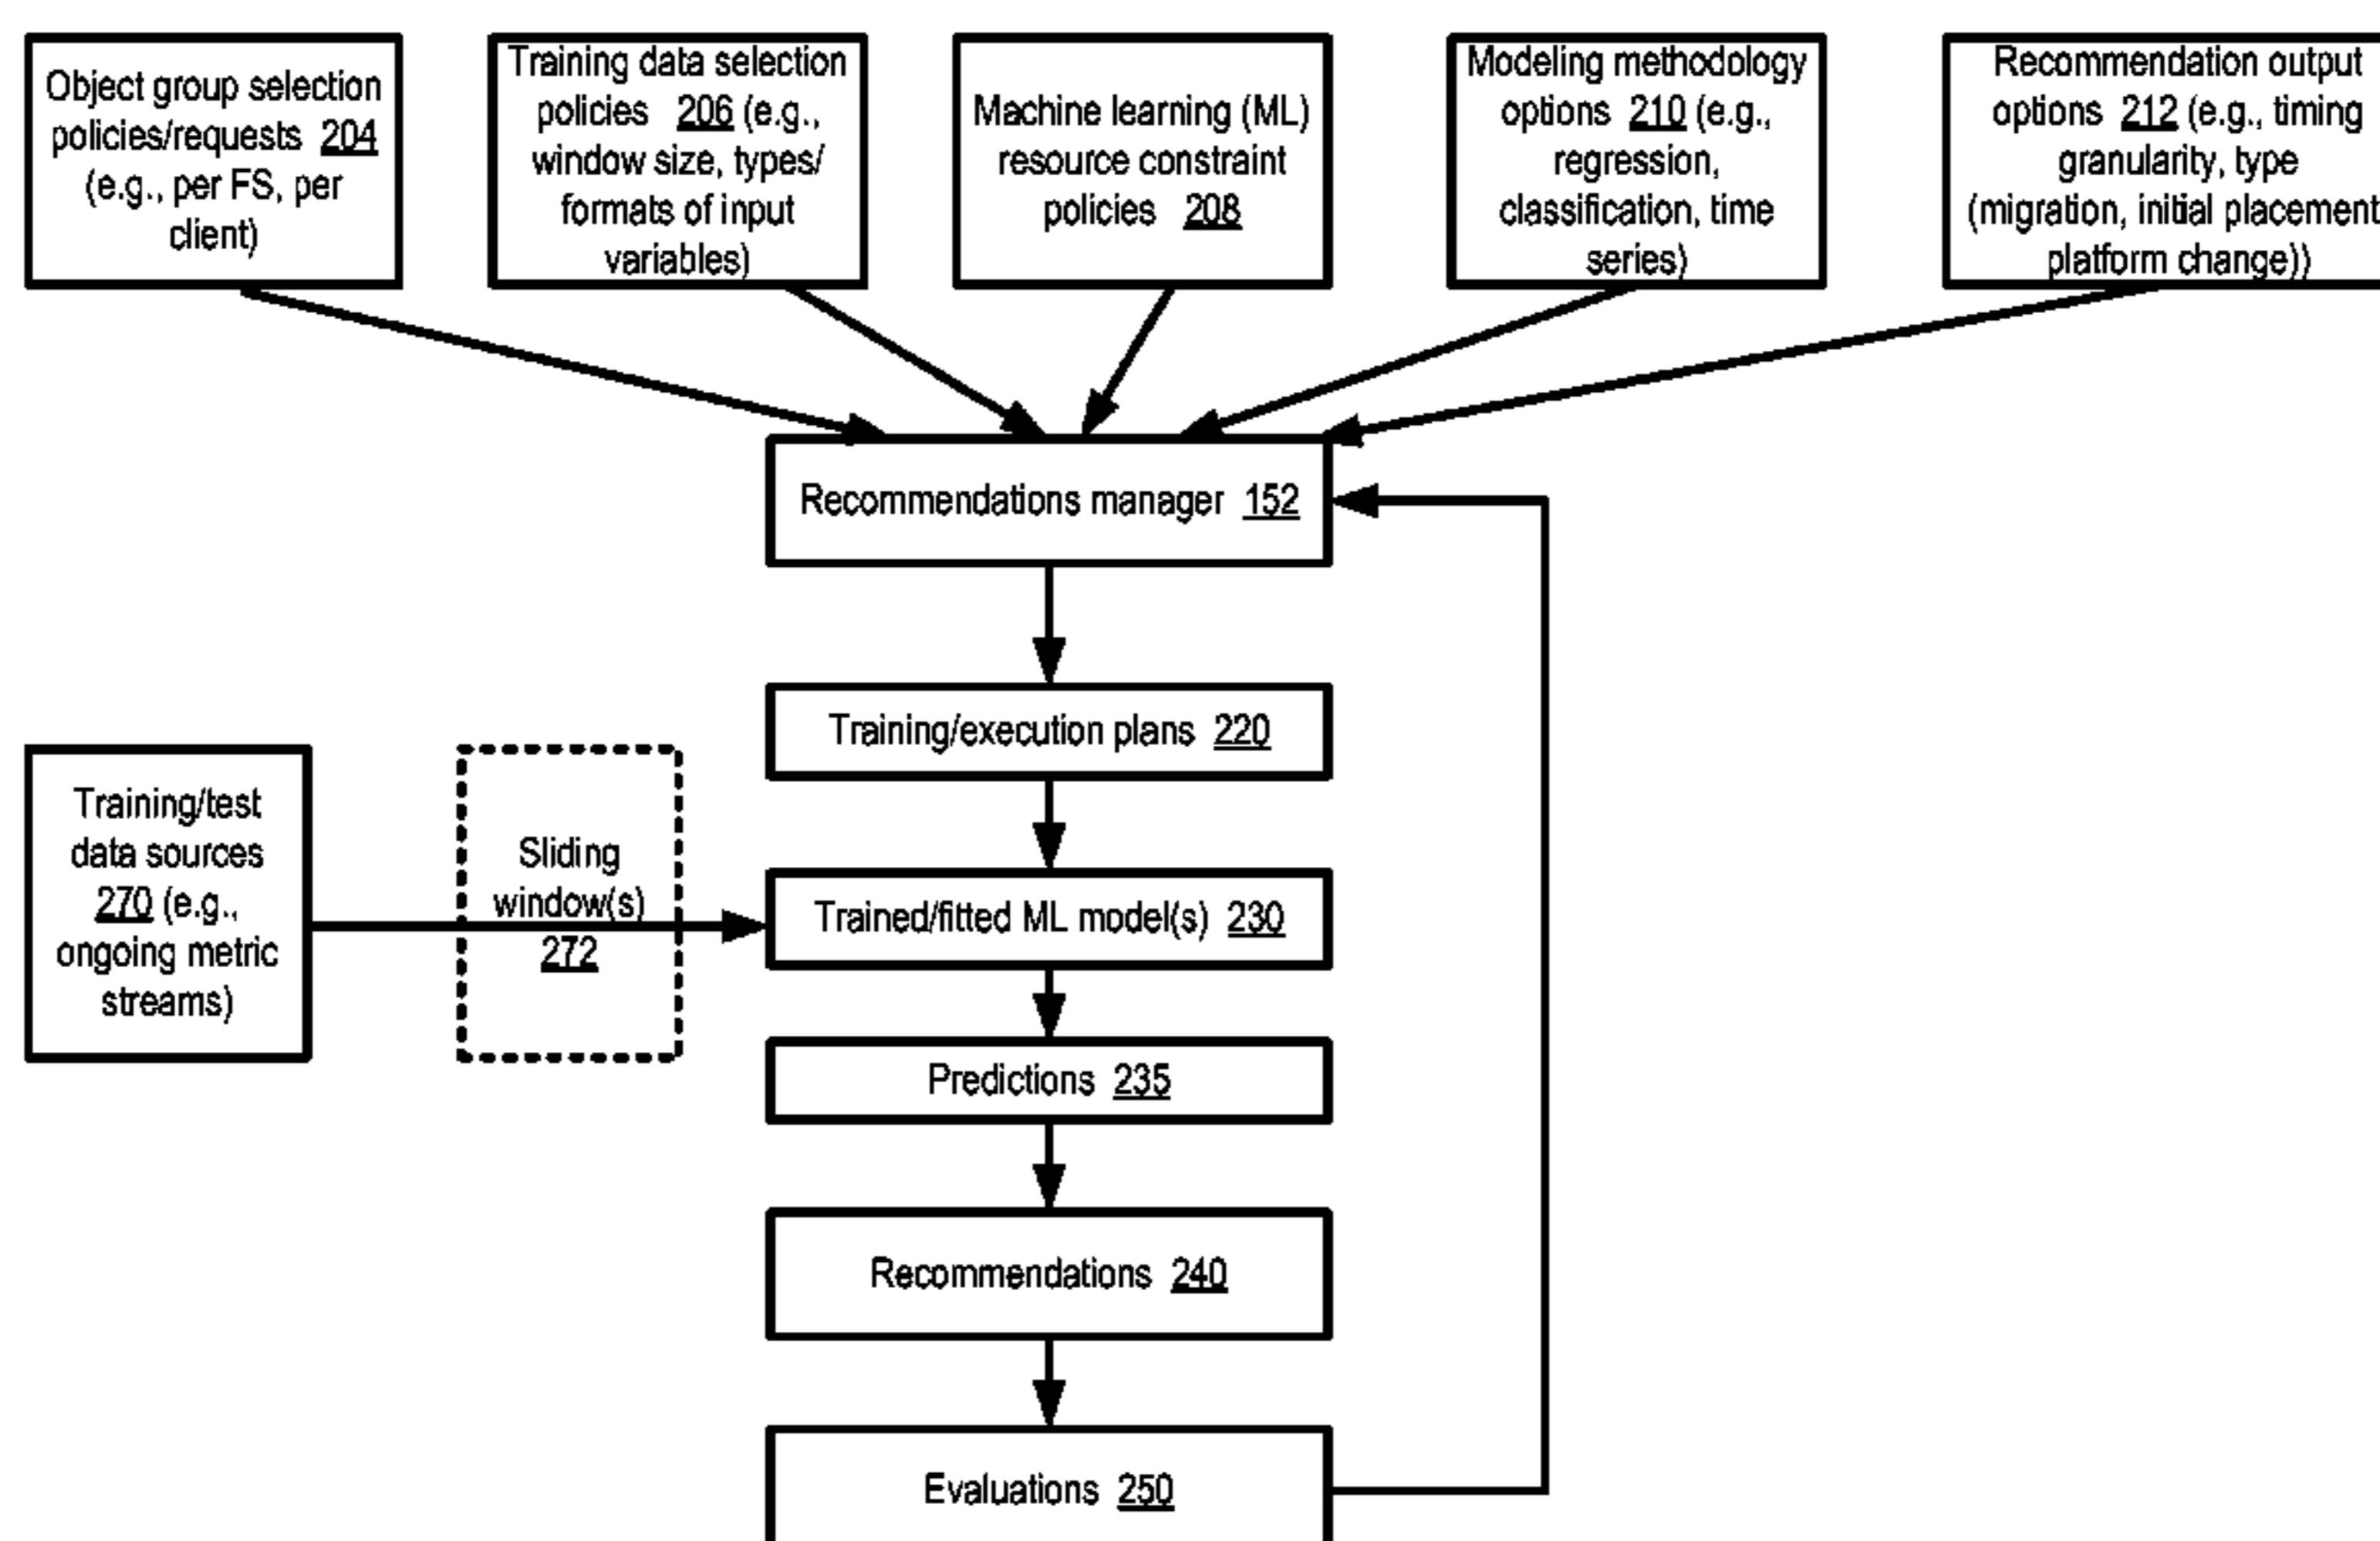 Object group selection
policies/requests 204
(e.g., per FS, per
client)
Training data selection
policies 206 (e.g.,
window size, types/
formats of input
variables)
Machine learning (ML)
resource constraint
policies 208
Modeling methodology
options 210 (e.g.,
regression,
classification, time
series)
Recommendation output
options 212 (e.g., timing
granularity, type
(migration, initial placement
platform change))
Recommendations manager 152
Training/execution plans 220
Training/test
data sources
270 (e.g.,
ongoing metric
streams)
Sliding
window(s)
272
Trained/fitted ML model(s) 230
Predictions 235
Recommendations 240
Evaluations 250